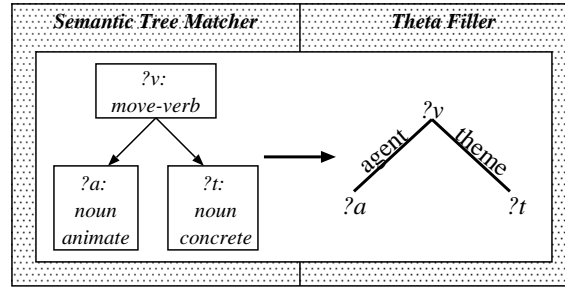 Semantic Tree Matcher
Theta Filler
?v:
move-verb
?a:
noun
animate
?t:
noun
concrete
?v
agent
theme
?a
?t